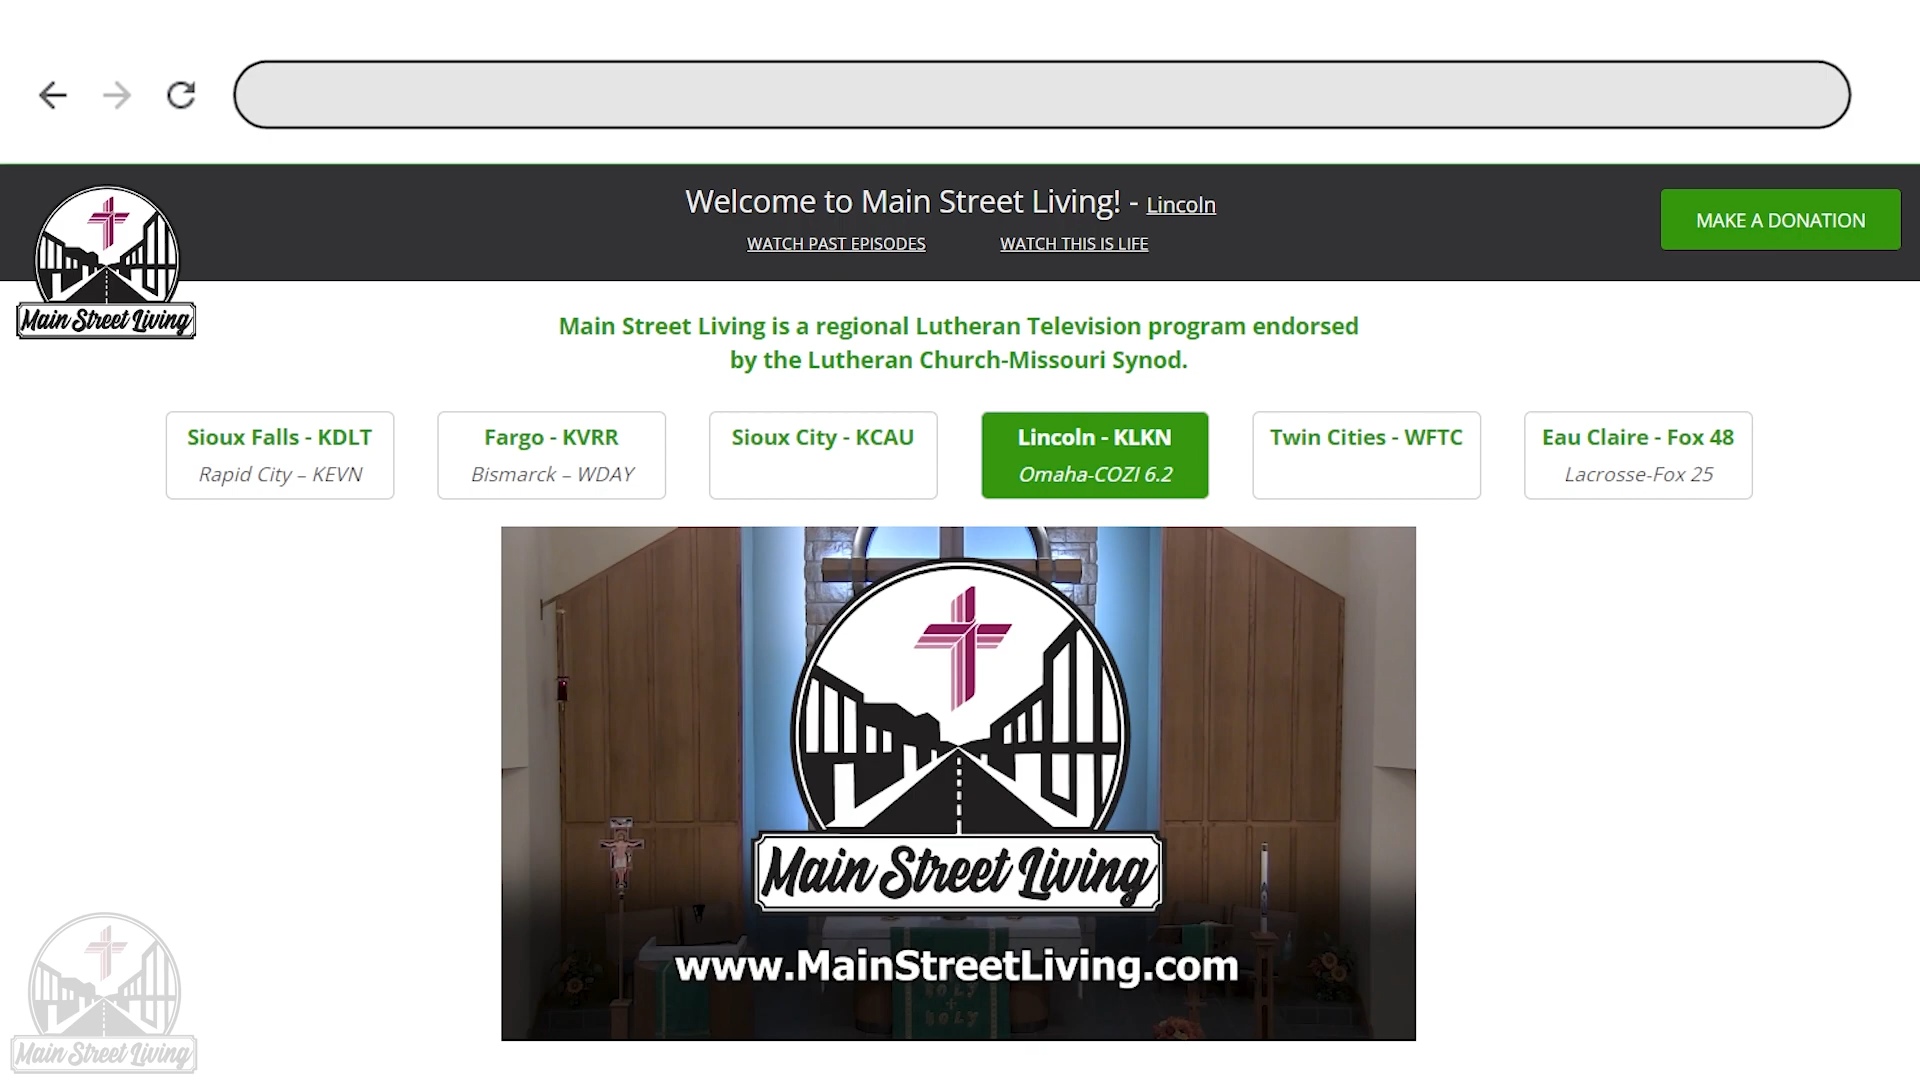 Welcome to Main Street Living! - Lincoln
WATCH PAST EPISODES WATCH THIS IS LIFE
MAKE A DONATION
Main Street Living
Main Street Living is a regional Lutheran Television program endorsed
by the Lutheran Church-Missouri Synod.
Sioux Falls - KDLT
Rapid City – KEVN
Fargo - KVRR
Bismarck – WDAY
Sioux City - KCAU
Lincoln - KLKN
Omaha-COZI 6.2
Twin Cities - WFTC
Eau Claire - Fox 48
Lacrosse-Fox 25
Main Street Living
www.MainStreetLiving.com
HOLY
HOLY
Main Street Living